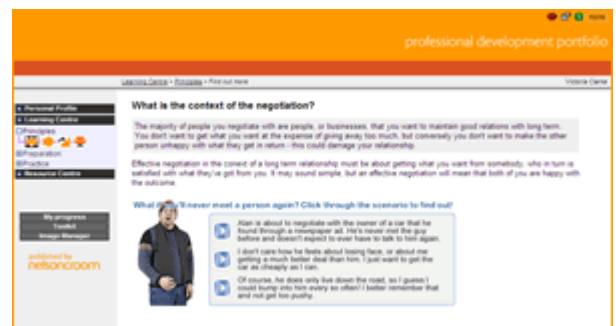 more
professional development portfolio
Learning Centre > Principles > Find out more
Personal Profile
Learning Centre
Principles
Preparation
Practice
Resource Centre
My progress
Toolkit
Image Manager
published by
nelsoncroom
What is the context of the negotiation?
The majority of people you negotiate with are people, or businesses, that you want to maintain good relations with long term.
You don't want to get what you want at the expense of giving away too much, but conversely you don't want to make the other
person unhappy with what they get in return - this could damage your relationship.
Effective negotiation in the context of a long term relationship must be about getting what you want from somebody, who in turn is
satisfied with what they've got from you. It may sound simple, but an effective negotiation will mean that both of you are happy with
the outcome.
What you'll never meet a person again? Click through the scenario to find out!
Alan is about to negotiate with the owner of a car that he
found through a newspaper ad. He's never met the guy
before and doesn't expect to ever have to talk to him again.
I don't care how he feels about losing face, or about me
getting a much better deal than him. I just want to get the
car as cheaply as I can.
Of course, he does only live down the road, so I guess I
could bump into him every so often! I better remember that
and not get too pushy.